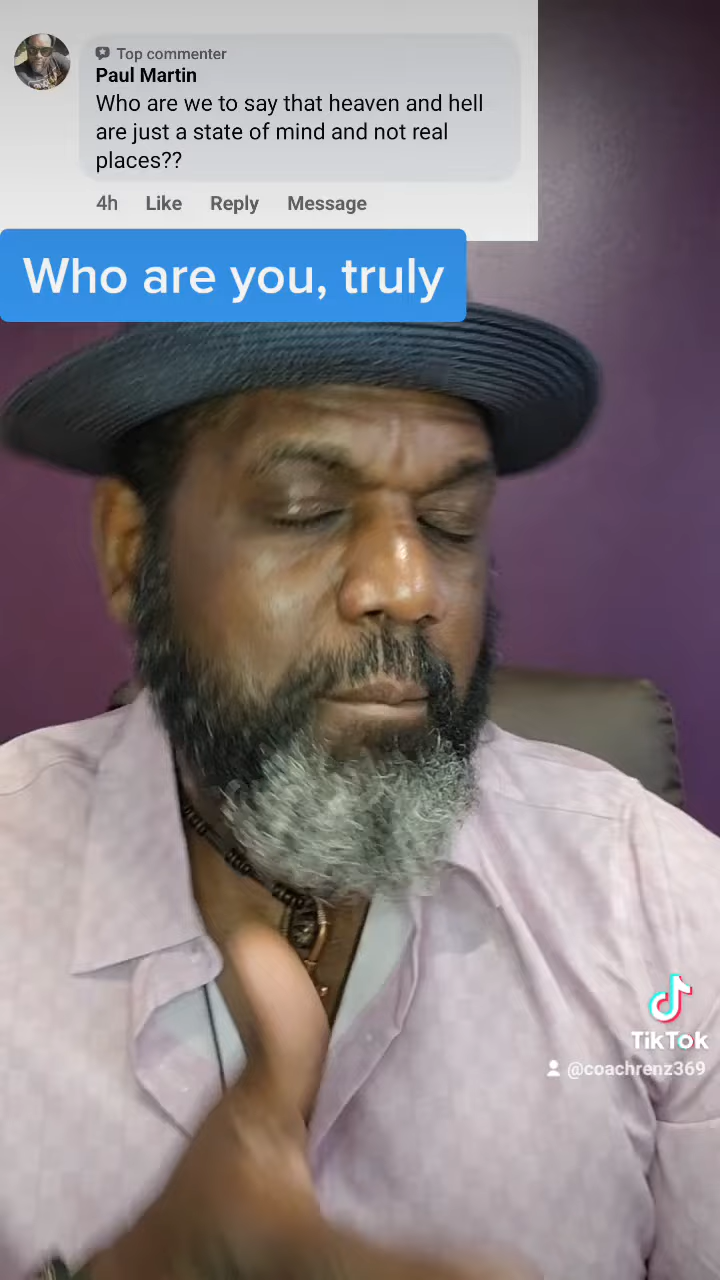 Top commenter
Paul Martin
Who are we to say that heaven and hell
are just a state of mind and not real
places??
4h Like Reply Message
Who are you, truly
TikTok
@coachrenz369